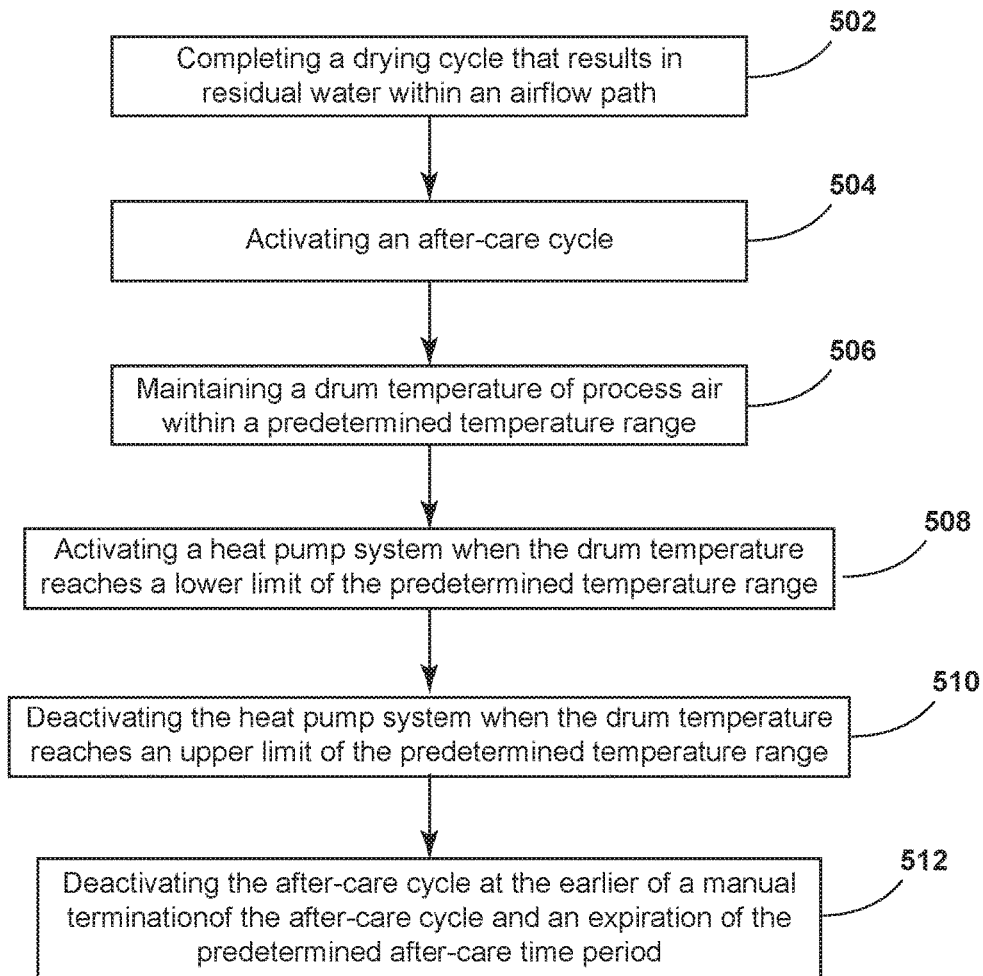 502
Completing a drying cycle that results in
residual water within an airflow path
504
Activating an after-care cycle
506
Maintaining a drum temperature of process air
within a predetermined temperature range
508
Activating a heat pump system when the drum temperature
reaches a lower limit of the predetermined temperature range
510
Deactivating the heat pump system when the drum temperature
reaches an upper limit of the predetermined temperature range
512
Deactivating the after-care cycle at the earlier of a manual
terminationof the after-care cycle and an expiration of the
predetermined after-care time period